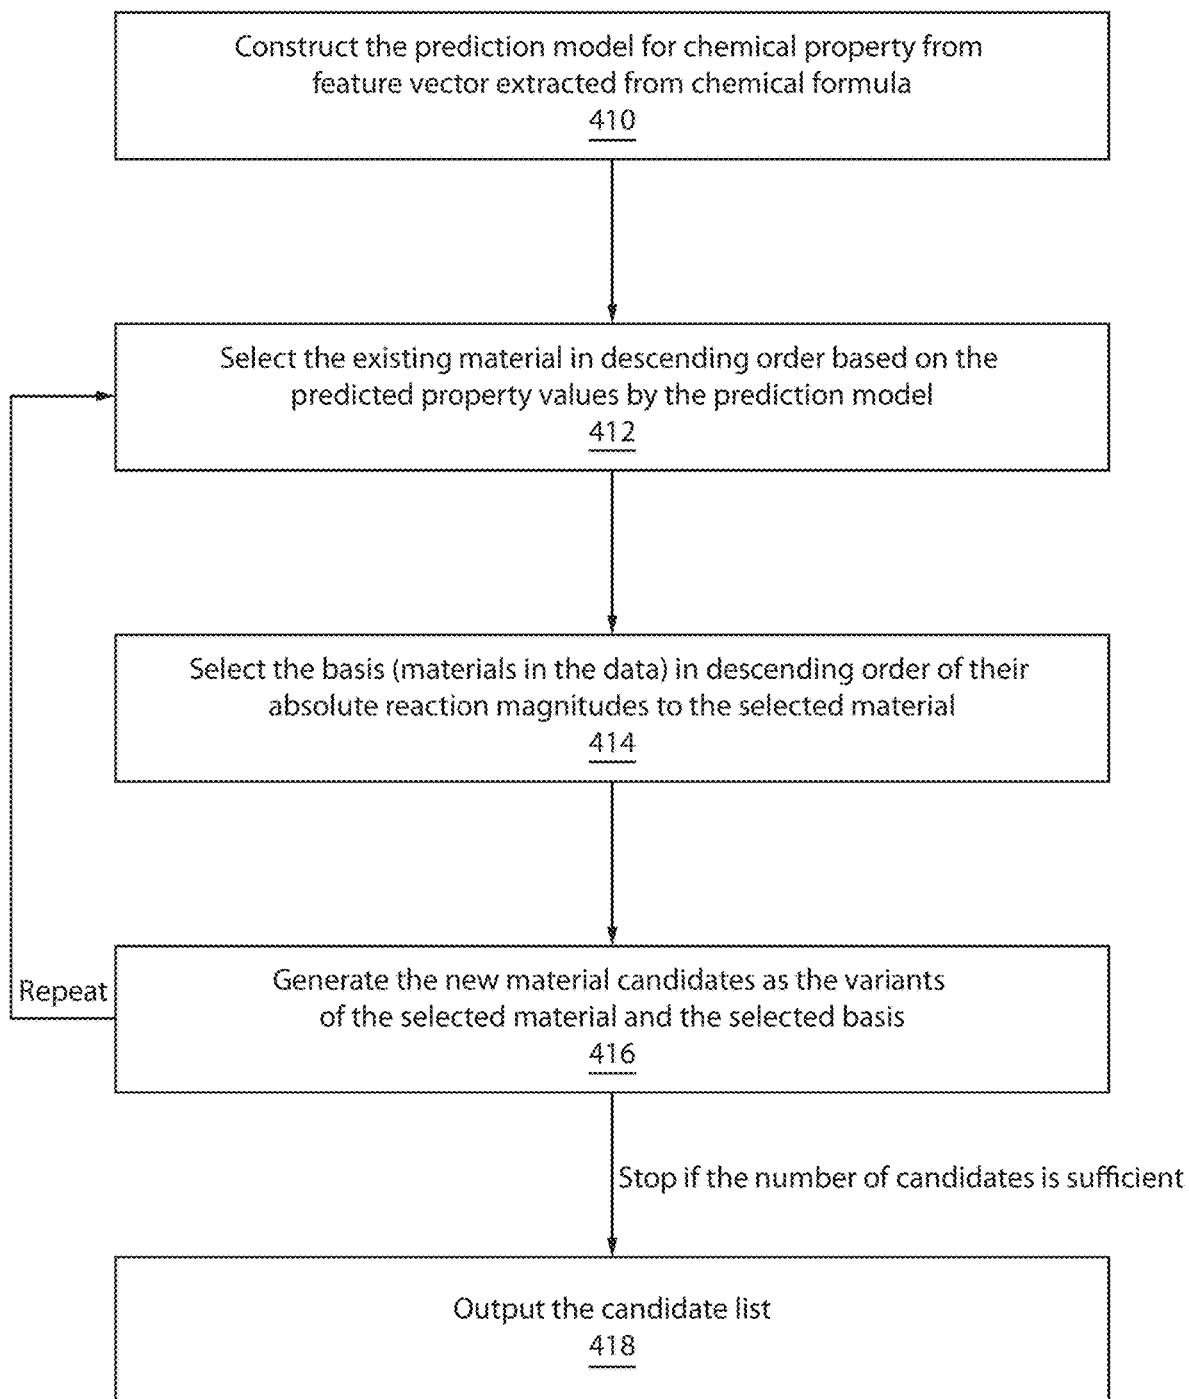 Construct the prediction model for chemical property from
feature vector extracted from chemical formula
410
Select the existing material in descending order based on the
predicted property values by the prediction model
412
Select the basis (materials in the data) in descending order of their
absolute reaction magnitudes to the selected material
414
Generate the new material candidates as the variants
of the selected material and the selected basis
416
Repeat
Stop if the number of candidates is sufficient
Output the candidate list
418